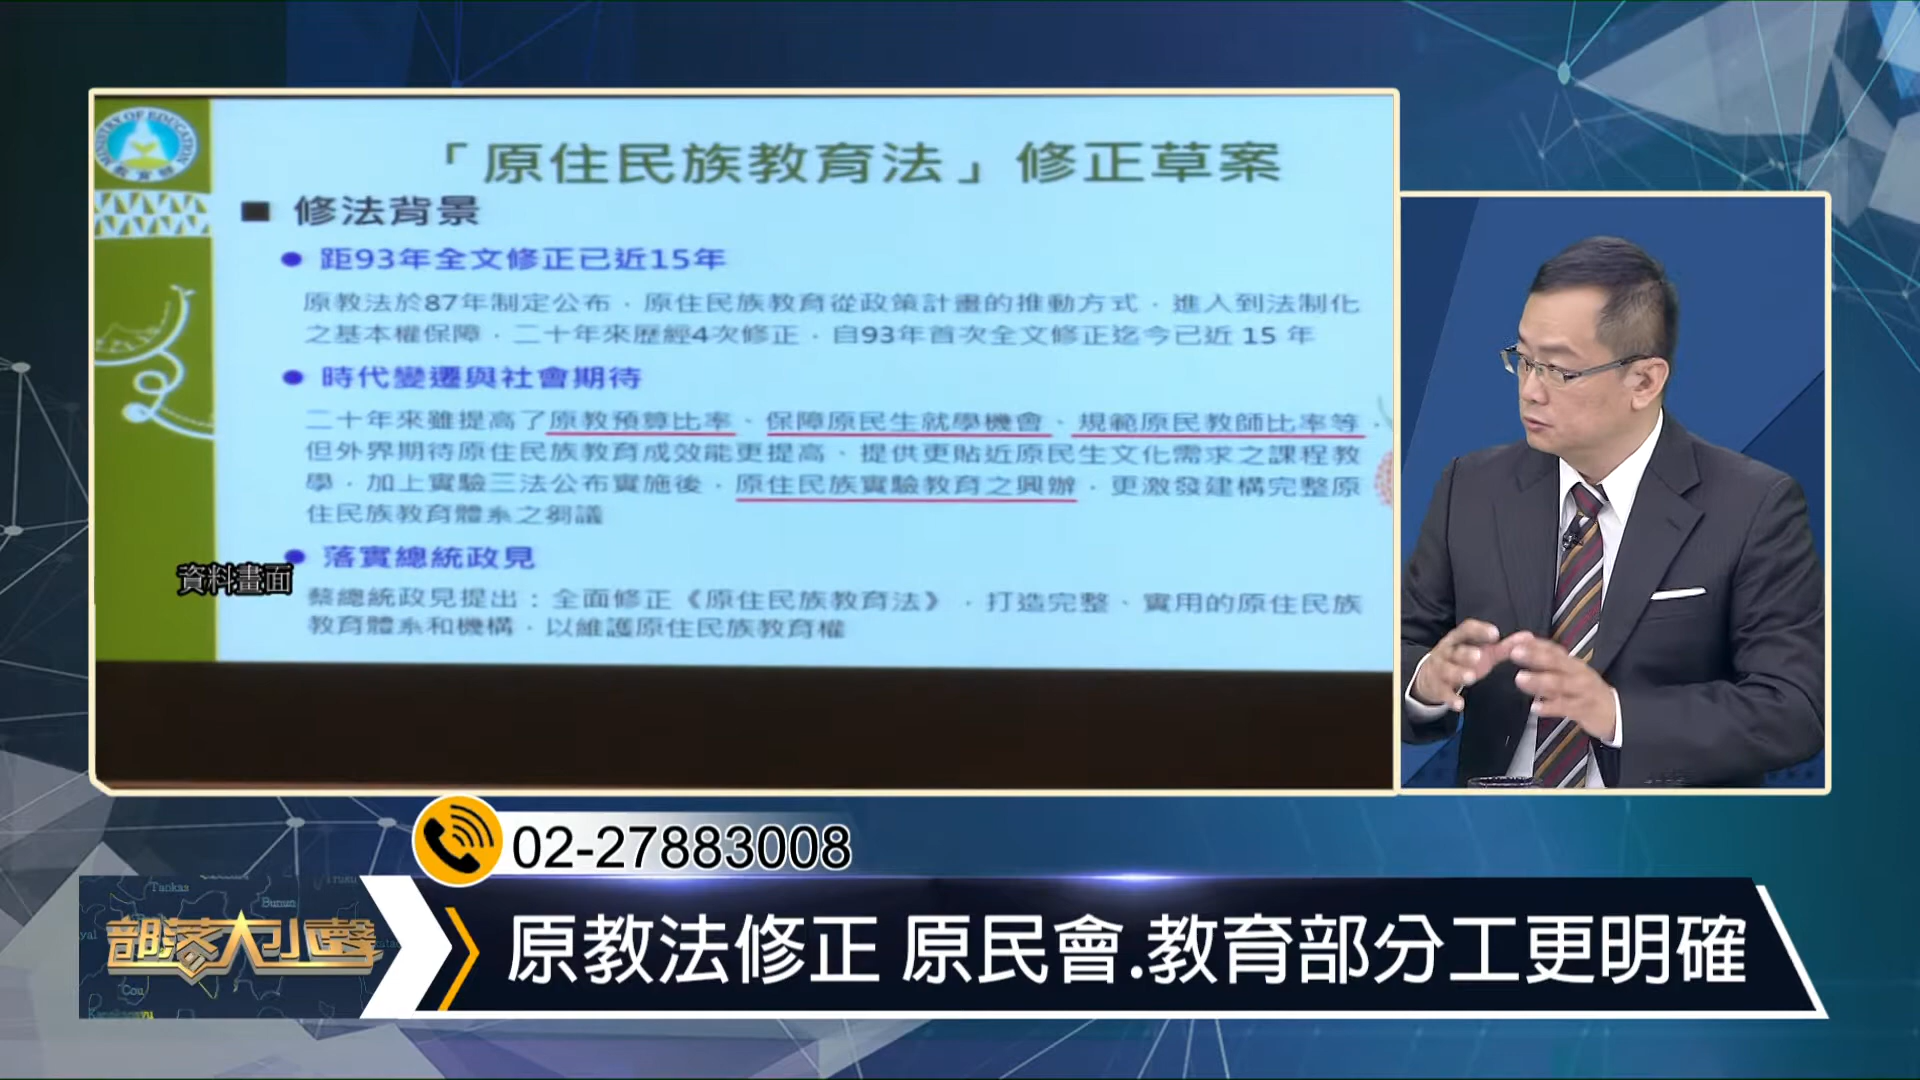 MINISTRY OF EDUCATION
教育部
「原住民族教育法」修正草案
■ 修法背景
● 距93年全文修正已近15年
原教法於87年制定公布，原住民族教育從政策計畫的推動方式，進入到法制化
之基本權保障，二十年來歷經4次修正，自93年首次全文修正迄今已近 15 年
● 時代變遷與社會期待
二十年來雖提高了原教預算比率、保障原民生就學機會、規範原民教師比率等，
但外界期待原住民族教育成效能更提高、提供更貼近原民生文化需求之課程教
學，加上實驗三法公布實施後，原住民族實驗教育之興辦，更激發建構完整原
住民族教育體系之芻議
● 落實總統政見
資料畫面
蔡總統政見提出：全面修正《原住民族教育法》，打造完整、實用的原住民族
教育體系和機構，以維護原住民族教育權
02-27883008
Taokas
Bunun
部落大小聲
Cou
原教法修正 原民會.教育部分工更明確